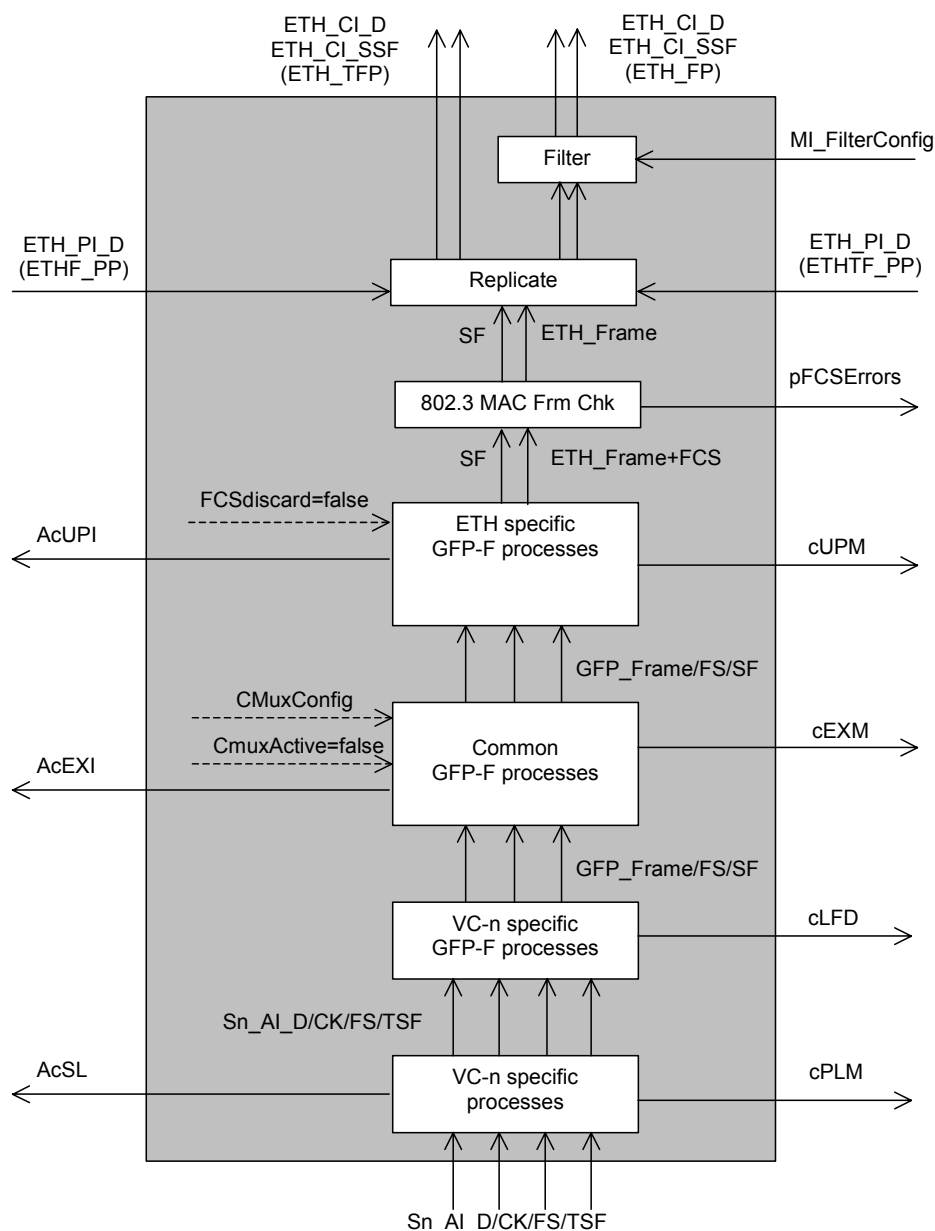 ETH_CI_D
ETH_CI_SSF
(ETH_TFP)
ETH_CI_D
ETH_CI_SSF
(ETH_FP)
Filter
MI_FilterConfig
ETH_PI_D
(ETHF_PP)
ETH_PI_D
(ETHTF_PP)
Replicate
SF
ETH_Frame
802.3 MAC Frm Chk
pFCSErrors
SF
ETH_Frame+FCS
FCSdiscard=false
ETH specific
GFP-F processes
AcUPI
cUPM
GFP_Frame/FS/SF
CMuxConfig
CmuxActive=false
Common
GFP-F processes
AcEXI
cEXM
GFP_Frame/FS/SF
VC-n specific
GFP-F processes
cLFD
Sn_AI_D/CK/FS/TSF
AcSL
VC-n specific
processes
cPLM
Sn_AI_D/CK/FS/TSF